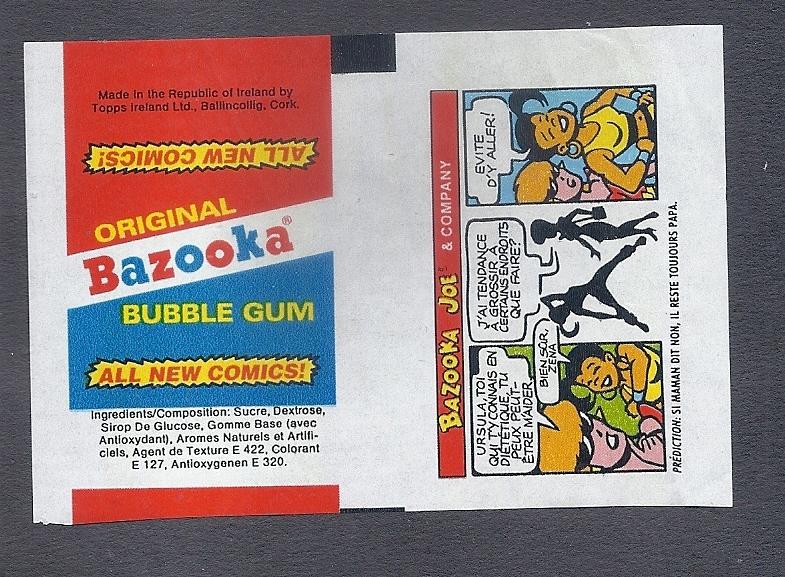 Made in the Republic of Ireland by
Topps Ireland Ltd., Ballincollig, Cork.
ALL NEW COMICS!
ORIGINAL
Bazooka®
BUBBLE GUM
ALL NEW COMICS!
Ingredients/Composition: Sucre, Dextrose,
Sirop De Glucose, Gomme Base (avec
Antioxydant), Aromes Naturels et Artifi-
ciels, Agent de Texture E 422, Colorant
E 127, Antioxygenen E 320.
BAZOOKA JOE™ & COMPANY
URSULA, TOI
QUI T'Y CONNAIS EN
DIÉTÉTIQUE, TU
PEUX PEUT-
ÊTRE M'AIDER.
BIEN SÛR,
ZENA
J'AI TENDANCE
À GROSSIR À
CERTAINS ENDROITS
QUE FAIRE?
ÉVITE
D'Y ALLER!
PRÉDICTION: SI MAMAN DIT NON, IL RESTE TOUJOURS PAPA.